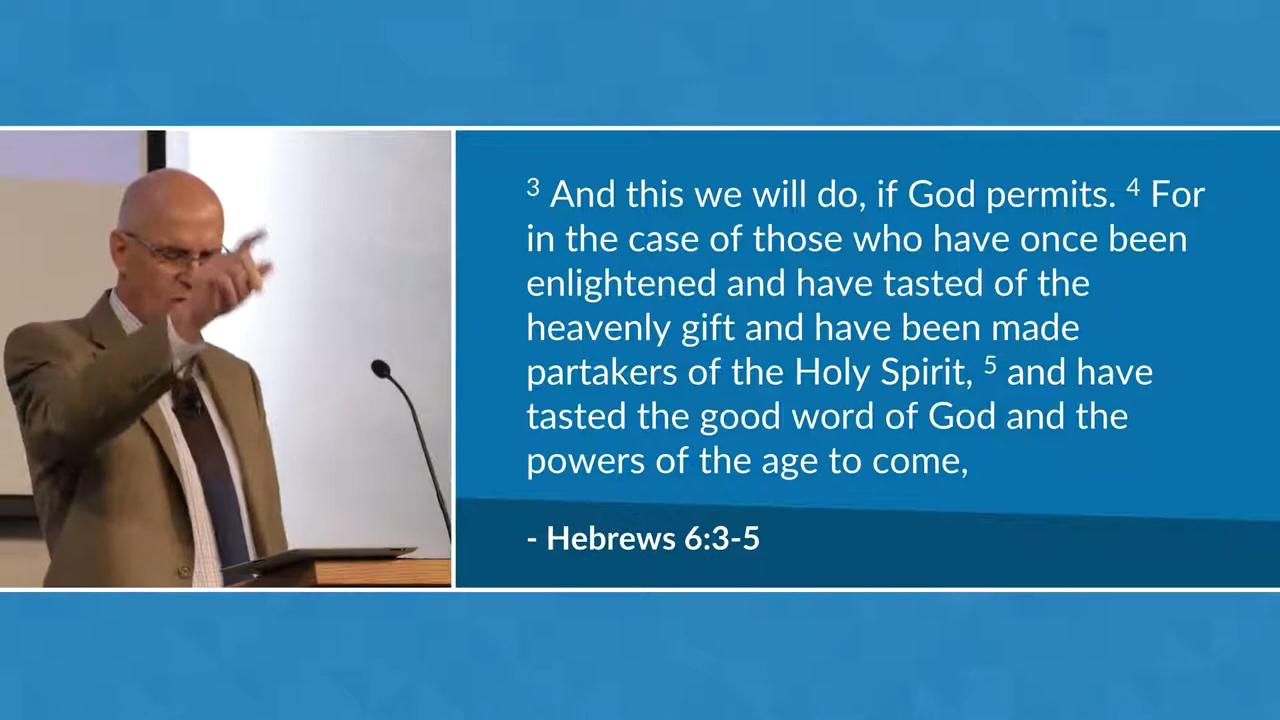 3 And this we will do, if God permits. 4 For
in the case of those who have once been
enlightened and have tasted of the
heavenly gift and have been made
partakers of the Holy Spirit, 5 and have
tasted the good word of God and the
powers of the age to come,
- Hebrews 6:3-5